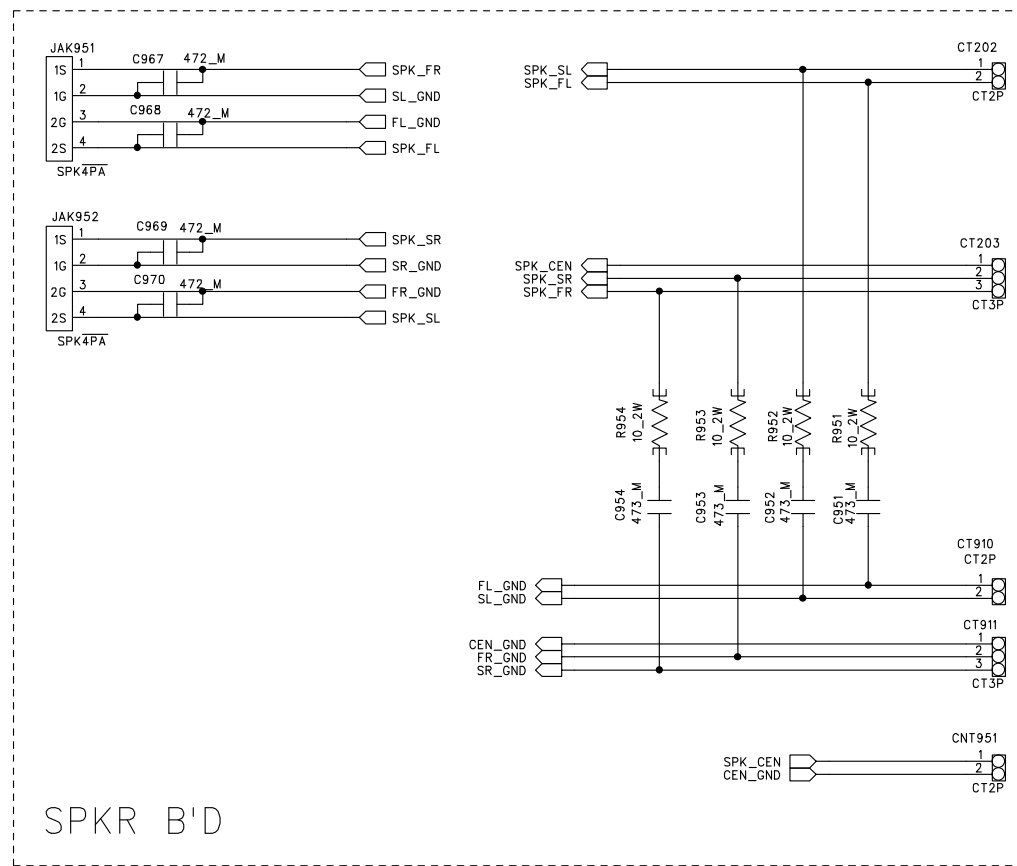 JAK951
1S 1 C967 472_M SPK_FR
1G 2 SL_GND
2G 3 C968 472_M FL_GND
2S 4 SPK_FL
SPK4PA
JAK952
1S 1 C969 472_M SPK_SR
1G 2 SR_GND
2G 3 C970 472_M FR_GND
2S 4 SPK_SL
SPK4PA
CT202
SPK_SL 1
SPK_FL 2
CT2P
CT203
SPK_CEN 1
SPK_SR 2
SPK_FR 3
CT3P
R954
10_2W
R953
10_2W
R952
10_2W
R951
10_2W
C954
473_M
C953
473_M
C952
473_M
C951
473_M
CT910
CT2P
FL_GND 1
SL_GND 2
CT911
CEN_GND 1
FR_GND 2
SR_GND 3
CT3P
CNT951
SPK_CEN 1
CEN_GND 2
CT2P
SPKR B'D